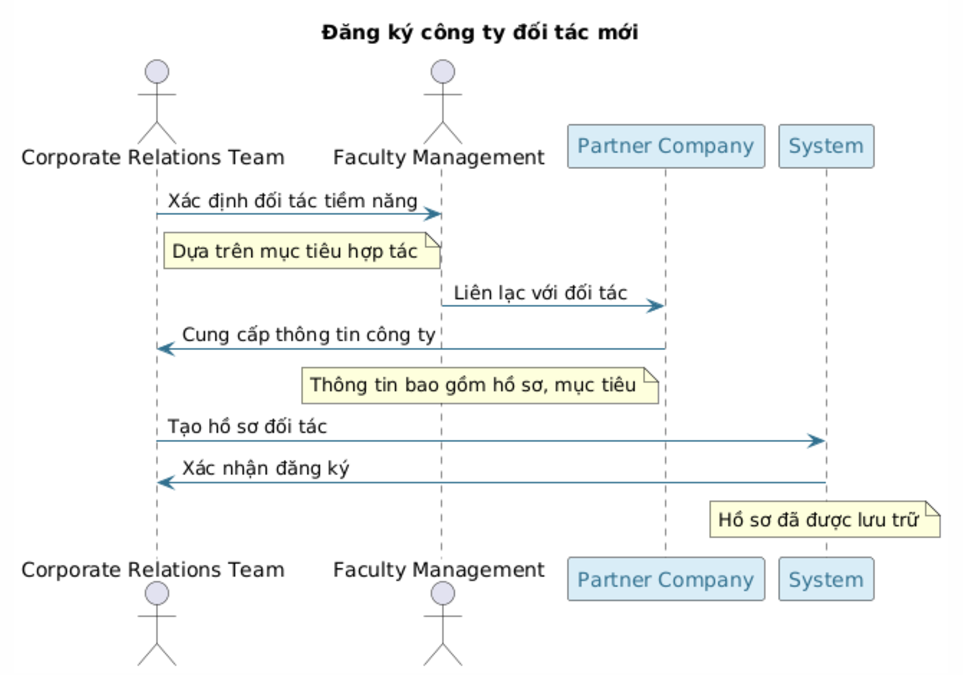 Đăng ký công ty đối tác mới
Corporate Relations Team
Faculty Management
Partner Company
System
Xác định đối tác tiềm năng
Dựa trên mục tiêu hợp tác
Liên lạc với đối tác
Cung cấp thông tin công ty
Thông tin bao gồm hồ sơ, mục tiêu
Tạo hồ sơ đối tác
Xác nhận đăng ký
Hồ sơ đã được lưu trữ
Corporate Relations Team
Faculty Management
Partner Company
System